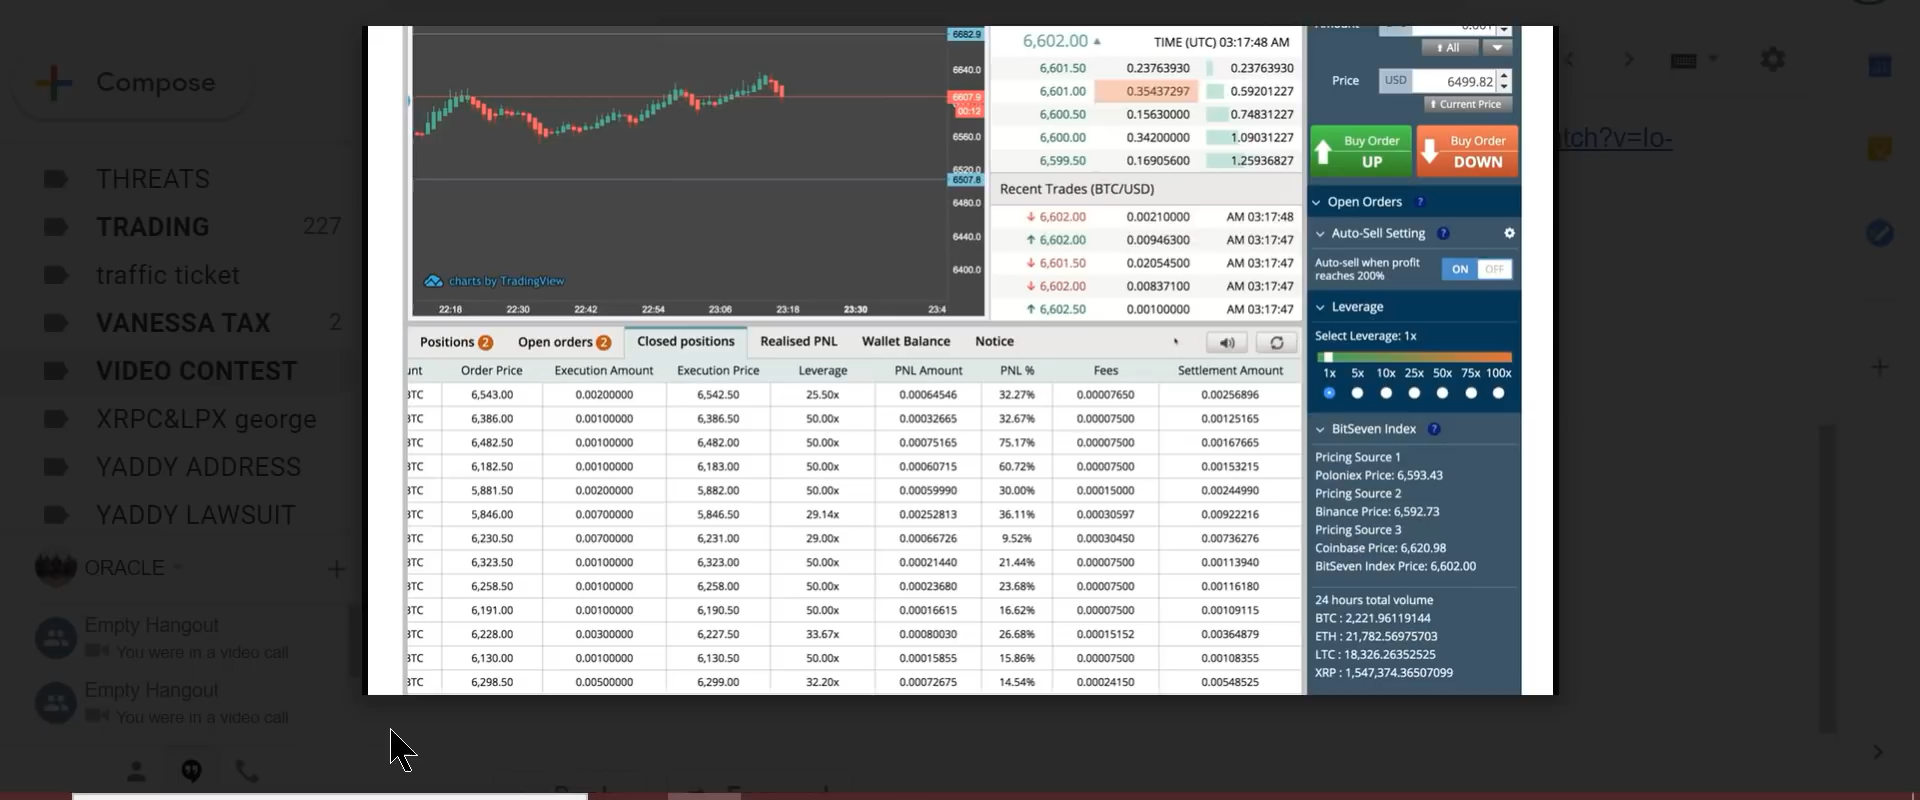 Compose
THREATS
TRADING 227
traffic ticket
VANESSA TAX 2
VIDEO CONTEST
XRPC&LPX george
YADDY ADDRESS
YADDY LAWSUIT
ORACLE
Empty Hangout
You were in a video call
Empty Hangout
You were in a video call
6682.9
6640.0
6607.9
00:12
6560.0
6520.0
6507.8
6480.0
6440.0
6400.0
charts by TradingView
22:18 22:30 22:42 22:54 23:06 23:18 23:30 23:4
6,602.00 TIME (UTC) 03:17:48 AM
6,601.50 0.23763930 0.23763930
6,601.00 0.35437297 0.59201227
6,600.50 0.15630000 0.74831227
6,600.00 0.34200000 1.09031227
6,599.50 0.16905600 1.25936827
Recent Trades (BTC/USD)
6,602.00 0.00210000 AM 03:17:48
6,602.00 0.00946300 AM 03:17:47
6,601.50 0.02054500 AM 03:17:47
6,602.00 0.00837100 AM 03:17:47
6,602.50 0.00100000 AM 03:17:47
Positions 2 Open orders 2 Closed positions Realised PNL Wallet Balance Notice
unt Order Price Execution Amount Execution Price Leverage PNL Amount PNL % Fees Settlement Amount
BTC 6,543.00 0.00200000 6,542.50 25.50x 0.00064546 32.27% 0.00007650 0.00256896
BTC 6,386.00 0.00100000 6,386.50 50.00x 0.00032665 32.67% 0.00007500 0.00125165
BTC 6,482.50 0.00100000 6,482.00 50.00x 0.00075165 75.17% 0.00007500 0.00167665
BTC 6,182.50 0.00100000 6,183.00 50.00x 0.00060715 60.72% 0.00007500 0.00153215
BTC 5,881.50 0.00200000 5,882.00 50.00x 0.00059990 30.00% 0.00015000 0.00244990
BTC 5,846.00 0.00700000 5,846.50 29.14x 0.00252813 36.11% 0.00030597 0.00922216
BTC 6,230.50 0.00700000 6,231.00 29.00x 0.00066726 9.52% 0.00030450 0.00736276
BTC 6,323.50 0.00100000 6,323.00 50.00x 0.00021440 21.44% 0.00007500 0.00113940
BTC 6,258.50 0.00100000 6,258.00 50.00x 0.00023680 23.68% 0.00007500 0.00116180
BTC 6,191.00 0.00100000 6,190.50 50.00x 0.00016615 16.62% 0.00007500 0.00109115
BTC 6,228.00 0.00300000 6,227.50 33.67x 0.00080030 26.68% 0.00015152 0.00364879
BTC 6,130.00 0.00100000 6,130.50 50.00x 0.00015855 15.86% 0.00007500 0.00108355
BTC 6,298.50 0.00500000 6,299.00 32.20x 0.00072675 14.54% 0.00024150 0.00548525
All
Price USD 6499.82
Current Price
Buy Order UP
Buy Order DOWN
Open Orders ?
Auto-Sell Setting ?
Auto-sell when profit
reaches 200% ON OFF
Leverage
Select Leverage: 1x
1x 5x 10x 25x 50x 75x 100x
BitSeven Index ?
Pricing Source 1
Poloniex Price: 6,593.43
Pricing Source 2
Binance Price: 6,592.73
Pricing Source 3
Coinbase Price: 6,620.98
BitSeven Index Price: 6,602.00
24 hours total volume
BTC : 2,221.96119144
ETH : 21,782.56975703
LTC : 18,326.26352525
XRP : 1,547,374.36507099
tch?v=lo-